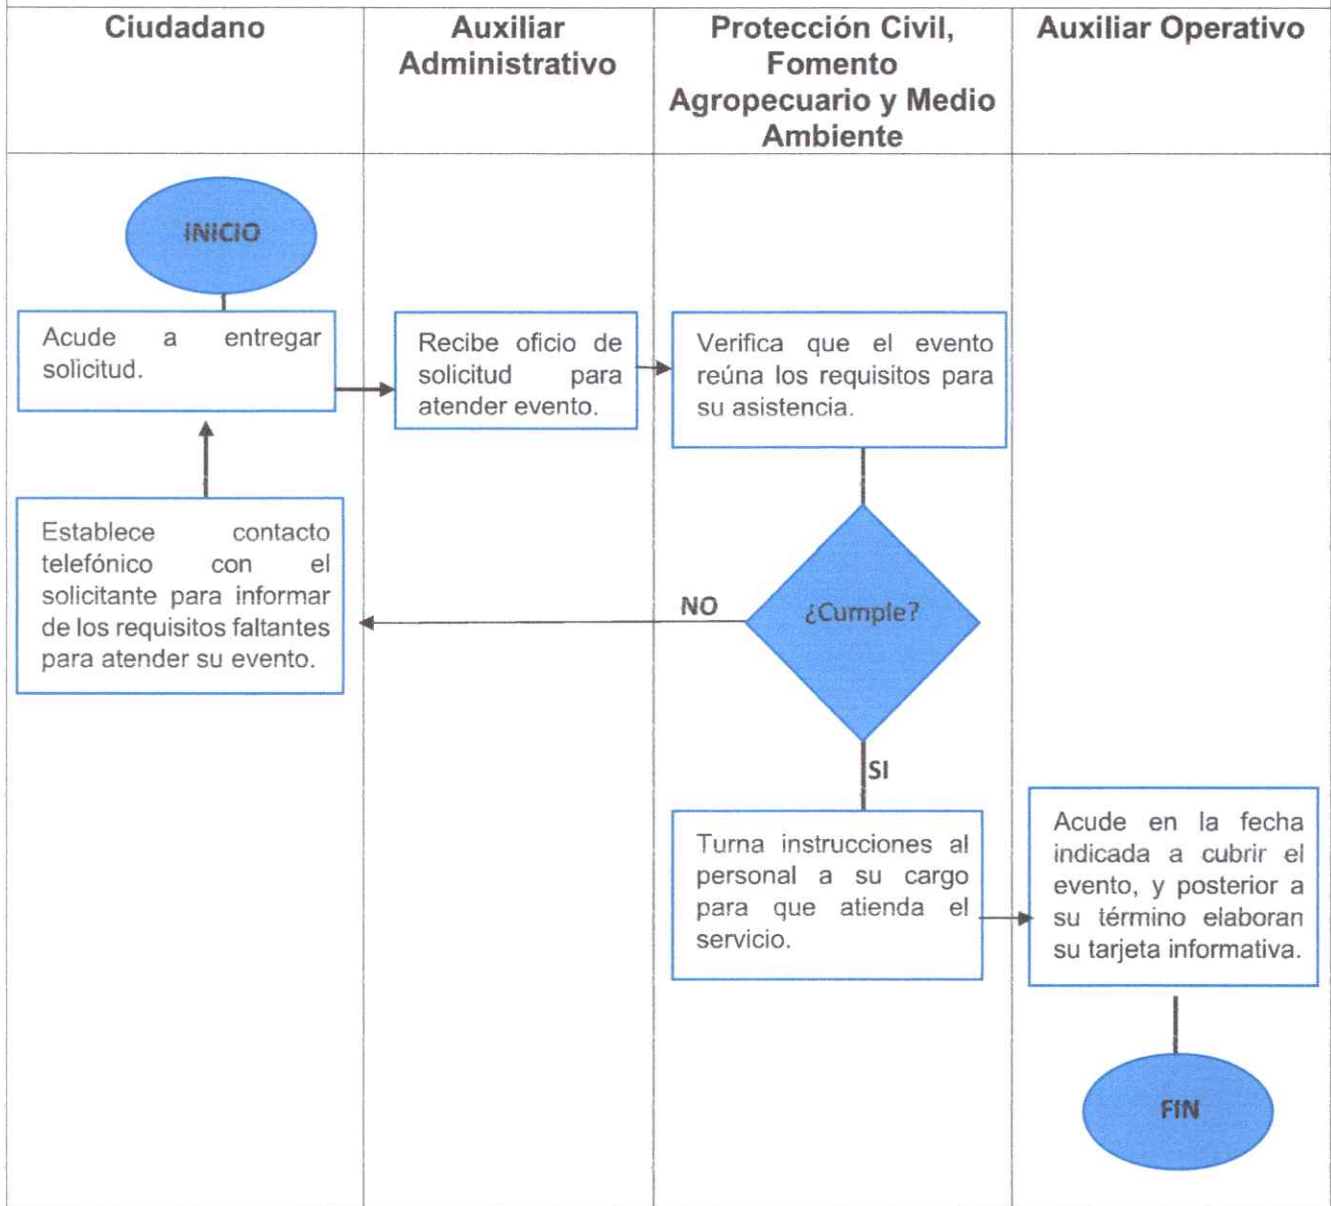 Ciudadano
Auxiliar
Administrativo
Protección Civil,
Fomento
Agropecuario y Medio
Ambiente
Auxiliar Operativo
INICIO
Acude a entregar
solicitud.
Recibe oficio de
solicitud para
atender evento.
Verifica que el evento
reúna los requisitos para
su asistencia.
Establece contacto
telefónico con el
solicitante para informar
de los requisitos faltantes
para atender su evento.
NO
¿Cumple?
SI
Turna instrucciones al
personal a su cargo
para que atienda el
servicio.
Acude en la fecha
indicada a cubrir el
evento, y posterior a
su término elaboran
su tarjeta informativa.
FIN